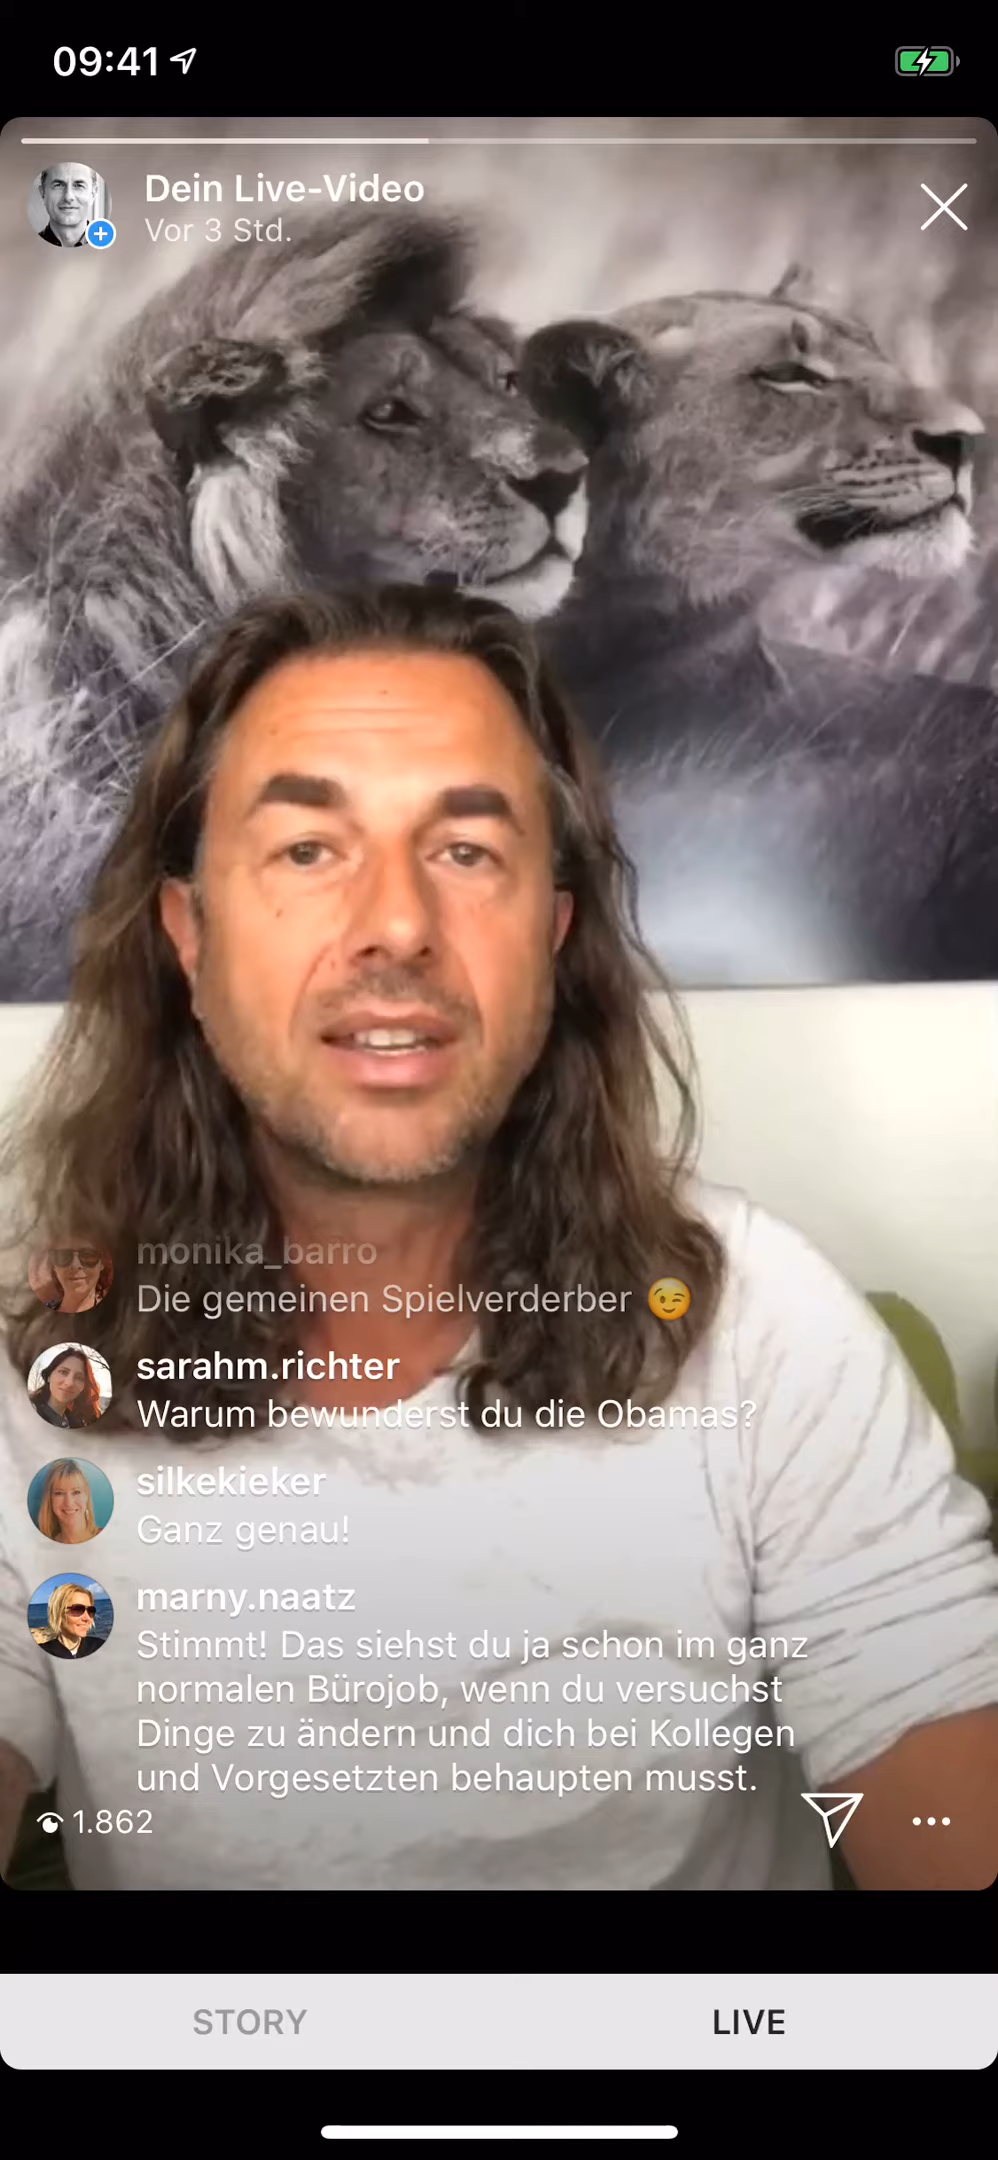 09:41
Dein Live-Video
Vor 3 Std.
monika_barro
Die gemeinen Spielverderber 😉
sarahm.richter
Warum bewunderst du die Obamas?
silkekieker
Ganz genau!
marny.naatz
Stimmt! Das siehst du ja schon im ganz
normalen Bürojob, wenn du versuchst
Dinge zu ändern und dich bei Kollegen
und Vorgesetzten behaupten musst.
1.862
STORY
LIVE